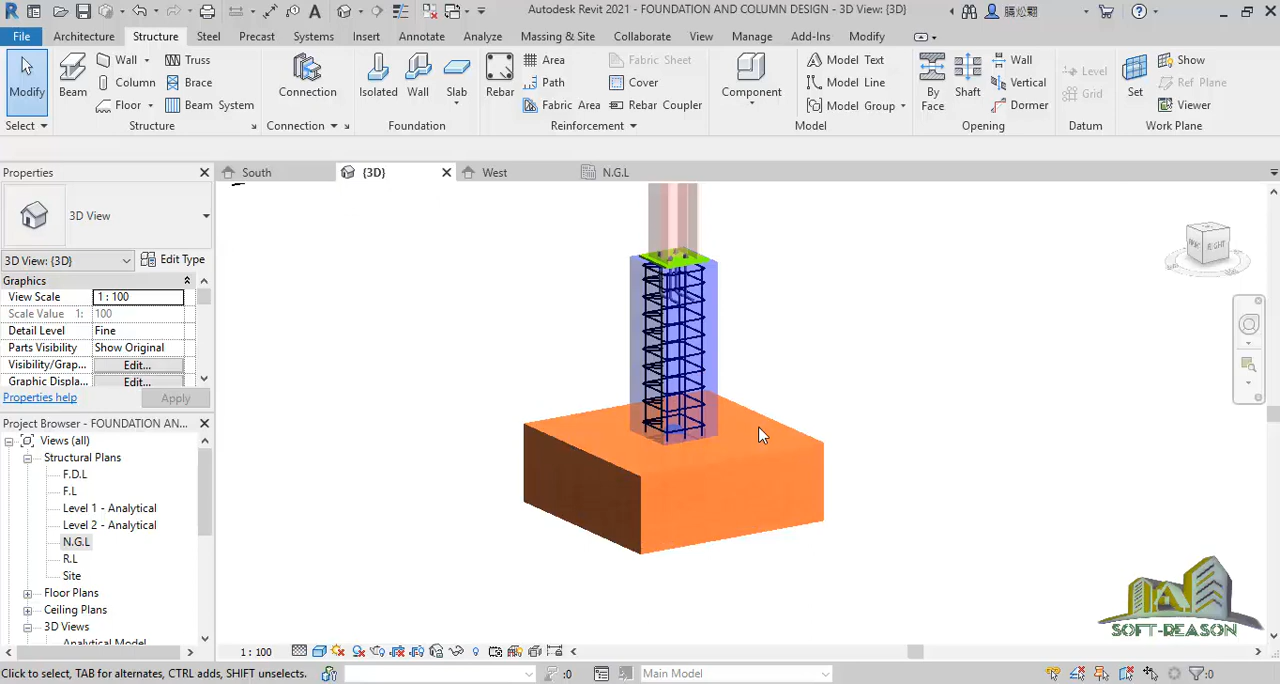 Autodesk Revit 2021 - FOUNDATION AND COLUMN DESIGN - 3D View: {3D}
File Architecture Structure Steel Precast Systems Insert Annotate Analyze Massing & Site Collaborate View Manage Add-Ins Modify
Modify
Select
Beam
Wall
Column
Floor
Truss
Brace
Beam System
Structure
Connection
Connection
Isolated
Wall
Slab
Foundation
Rebar
Area
Path
Fabric Area
Fabric Sheet
Cover
Rebar Coupler
Reinforcement
Component
Model Text
Model Line
Model Group
Model
By Face
Shaft
Wall
Vertical
Dormer
Opening
Level
Grid
Datum
Set
Show
Ref Plane
Viewer
Work Plane
Properties
South
{3D}
West
N.G.L
3D View
3D View: {3D}
Edit Type
Graphics
View Scale 1 : 100
Scale Value 1: 100
Detail Level Fine
Parts Visibility Show Original
Visibility/Grap... Edit...
Graphic Displa... Edit...
Properties help
Apply
Project Browser - FOUNDATION AN...
Views (all)
Structural Plans
F.D.L
F.L
Level 1 - Analytical
Level 2 - Analytical
N.G.L
R.L
Site
Floor Plans
Ceiling Plans
3D Views
Analytical Model
RIGHT
SOFT-REASON
1 : 100
Click to select, TAB for alternates, CTRL adds, SHIFT unselects.
:0
Main Model
:0